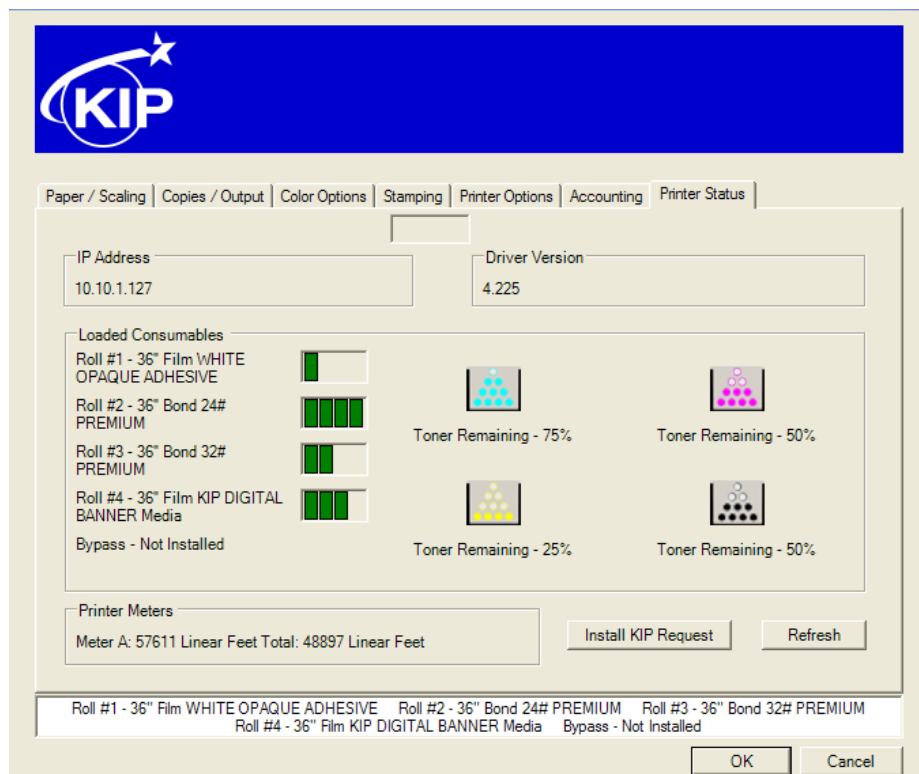 KIP
Paper / Scaling
Copies / Output
Color Options
Stamping
Printer Options
Accounting
Printer Status
IP Address
10.10.1.127
Driver Version
4.225
Loaded Consumables
Roll #1 - 36" Film WHITE
OPAQUE ADHESIVE
Roll #2 - 36" Bond 24#
PREMIUM
Roll #3 - 36" Bond 32#
PREMIUM
Roll #4 - 36" Film KIP DIGITAL
BANNER Media
Bypass - Not Installed
Toner Remaining - 75%
Toner Remaining - 50%
Toner Remaining - 25%
Toner Remaining - 50%
Printer Meters
Meter A: 57611 Linear Feet Total: 48897 Linear Feet
Install KIP Request
Refresh
Roll #1 - 36" Film WHITE OPAQUE ADHESIVE Roll #2 - 36" Bond 24# PREMIUM Roll #3 - 36" Bond 32# PREMIUM
Roll #4 - 36" Film KIP DIGITAL BANNER Media Bypass - Not Installed
OK
Cancel